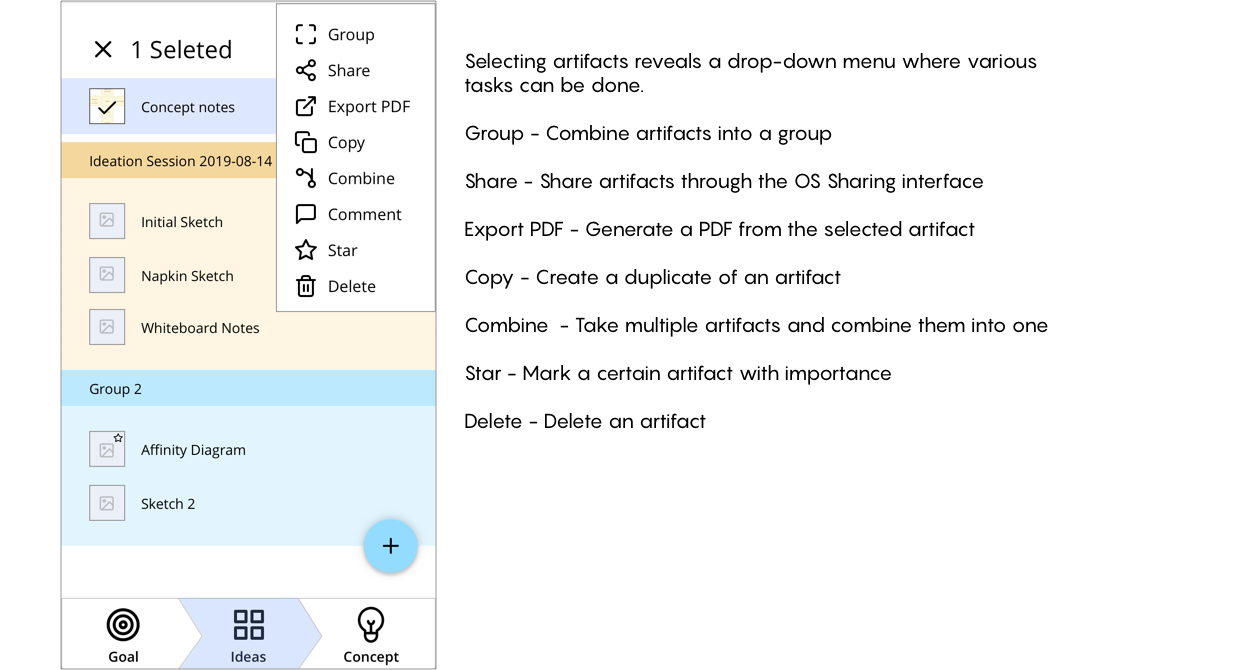 1 Seleted
Concept notes
Ideation Session 2019-08-14
Initial Sketch
Napkin Sketch
Whiteboard Notes
Group 2
Affinity Diagram
Sketch 2
Goal
Ideas
Concept
Group
Share
Export PDF
Copy
Combine
Comment
Star
Delete
Selecting artifacts reveals a drop-down menu where various
tasks can be done.
Group - Combine artifacts into a group
Share - Share artifacts through the OS Sharing interface
Export PDF - Generate a PDF from the selected artifact
Copy - Create a duplicate of an artifact
Combine  - Take multiple artifacts and combine them into one
Star - Mark a certain artifact with importance
Delete - Delete an artifact